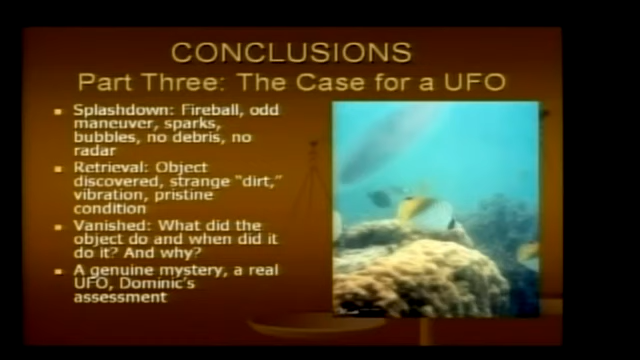 CONCLUSIONS
Part Three: The Case for a UFO
Splashdown: Fireball, odd
maneuver, sparks,
bubbles, no debris, no
radar
Retrieval: Object
discovered, strange "dirt,"
vibration, pristine
condition
Vanished: What did the
object do and when did it
do it? And why?
A genuine mystery, a real
UFO, Dominic's
assessment